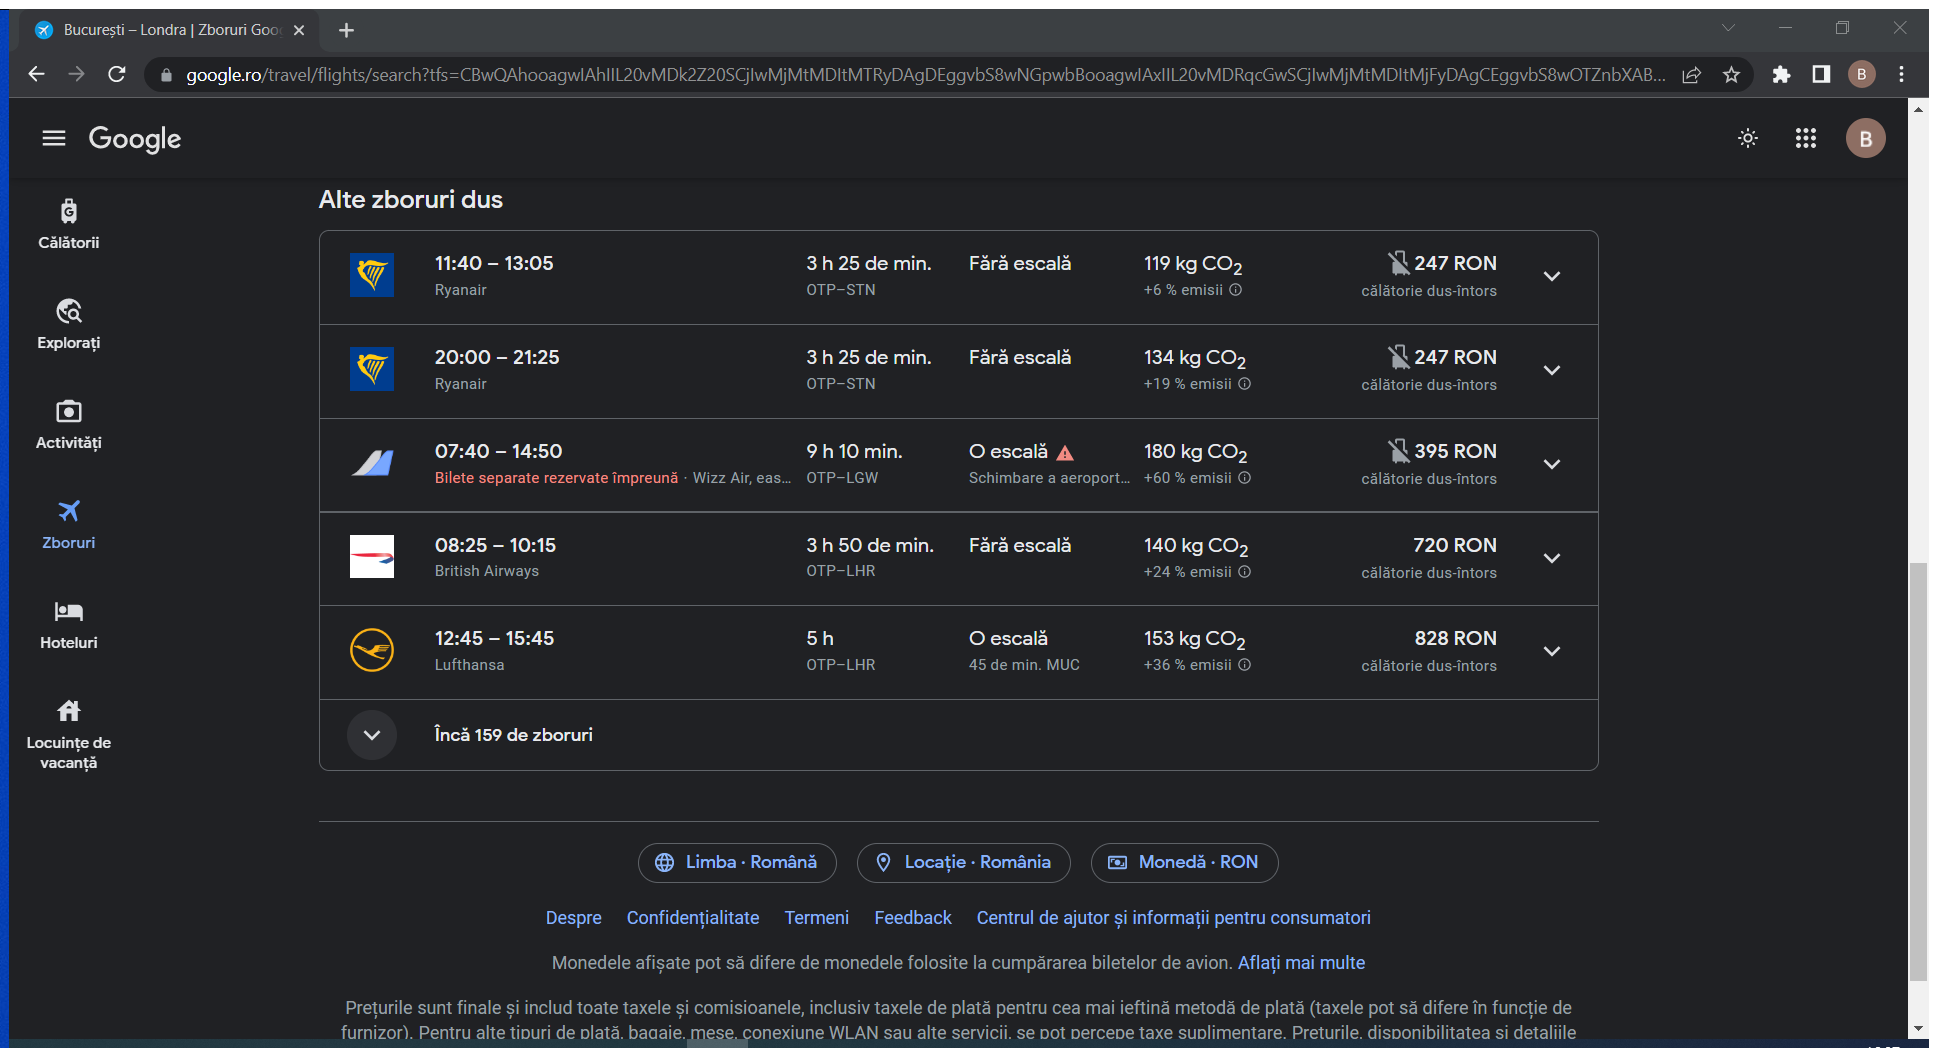 București – Londra | Zboruri Goo
google.ro/travel/flights/search?tfs=CBwQAhooagwIAhIIL20vMDk2Z20SCjIwMjMtMDItMTRyDAgDEggvbS8wNGpwbBooagwIAxIIL20vMDRqcGwSCjIwMjMtMDItMjFyDAgCEggvbS8wOTZnbXAB...
B
Google
B
Călătorii
Explorați
Activități
Zboruri
Hoteluri
Locuințe de
vacanță
Alte zboruri dus
11:40 – 13:05 3 h 25 de min. Fără escală 119 kg CO2 247 RON
Ryanair OTP–STN +6 % emisii călătorie dus-întors
20:00 – 21:25 3 h 25 de min. Fără escală 134 kg CO2 247 RON
Ryanair OTP–STN +19 % emisii călătorie dus-întors
07:40 – 14:50 9 h 10 min. O escală 180 kg CO2 395 RON
Bilete separate rezervate împreună · Wizz Air, eas... OTP–LGW Schimbare a aeroport... +60 % emisii călătorie dus-întors
08:25 – 10:15 3 h 50 de min. Fără escală 140 kg CO2 720 RON
British Airways OTP–LHR +24 % emisii călătorie dus-întors
12:45 – 15:45 5 h O escală 153 kg CO2 828 RON
Lufthansa OTP–LHR 45 de min. MUC +36 % emisii călătorie dus-întors
Încă 159 de zboruri
Limba · Română Locație · România Monedă · RON
Despre Confidențialitate Termeni Feedback Centrul de ajutor și informații pentru consumatori
Monedele afișate pot să difere de monedele folosite la cumpărarea biletelor de avion. Aflați mai multe
Prețurile sunt finale și includ toate taxele și comisioanele, inclusiv taxele de plată pentru cea mai ieftină metodă de plată (taxele pot să difere în funcție de
furnizor). Pentru alte tipuri de plată, bagaje, mese, conexiune WLAN sau alte servicii, se pot percepe taxe suplimentare. Prețurile, disponibilitatea și detaliile